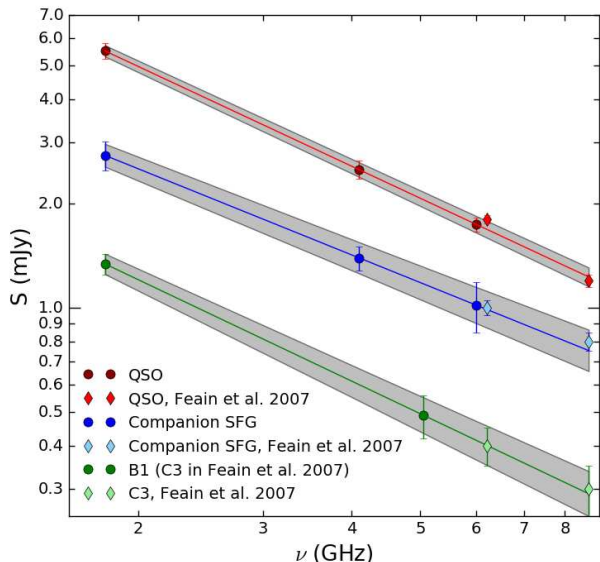 7.0
5.0
4.0
3.0
2.0
1.0
0.9
0.8
0.7
0.6
0.5
0.4
0.3
S (mJy)
QSO
QSO, Feain et al. 2007
Companion SFG
Companion SFG, Feain et al. 2007
B1 (C3 in Feain et al. 2007)
C3, Feain et al. 2007
2 3 4 5 6 7 8
ν (GHz)